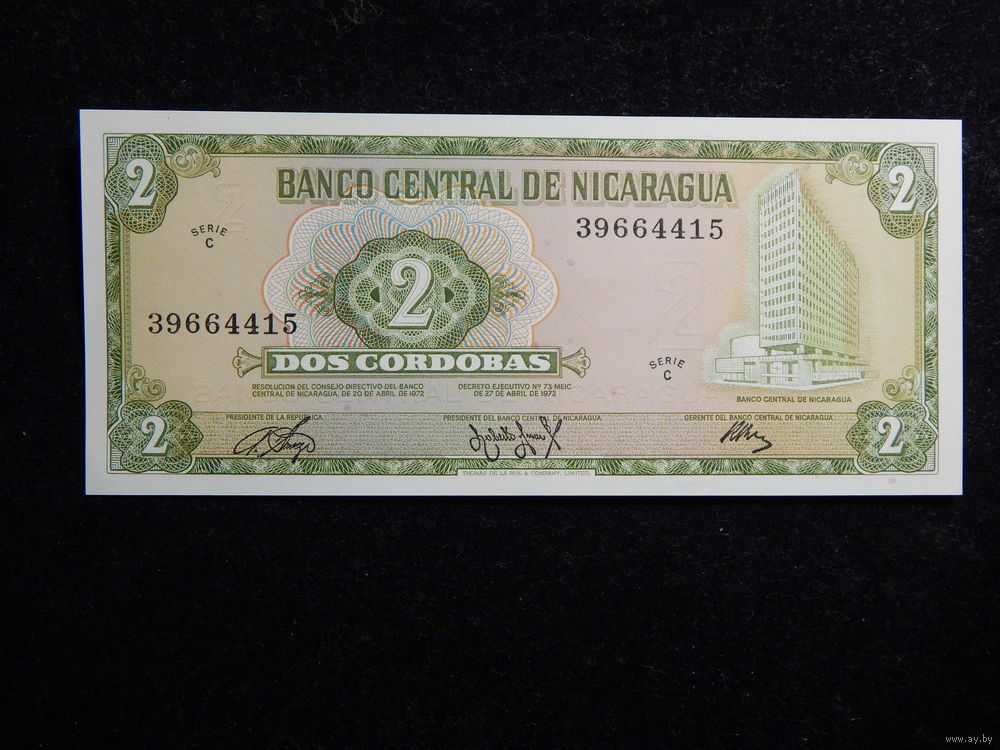 2
2
BANCO CENTRAL DE NICARAGUA
39664415
SERIE
C
2
39664415
DOS CORDOBAS
SERIE
C
RESOLUCION DEL CONSEJO DIRECTIVO DEL BANCO
CENTRAL DE NICARAGUA, DE 20 DE ABRIL DE 1972
DECRETO EJECUTIVO Nº 73-MEIC
DE 27 DE ABRIL DE 1972
BANCO CENTRAL DE NICARAGUA
PRESIDENTE DE LA REPUBLICA
PRESIDENTE DEL BANCO CENTRAL DE NICARAGUA
GERENTE DEL BANCO CENTRAL DE NICARAGUA
2
2
THOMAS DE LA RUE & COMPANY, LIMITED.
www.ay.by